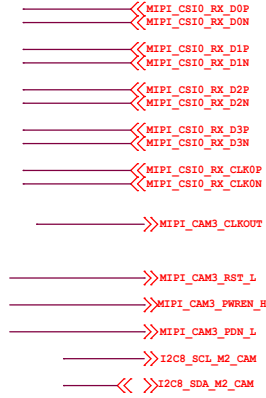 MIPI_CSI0_RX_D0P
MIPI_CSI0_RX_D0N
MIPI_CSI0_RX_D1P
MIPI_CSI0_RX_D1N
MIPI_CSI0_RX_D2P
MIPI_CSI0_RX_D2N
MIPI_CSI0_RX_D3P
MIPI_CSI0_RX_D3N
MIPI_CSI0_RX_CLK0P
MIPI_CSI0_RX_CLK0N
MIPI_CAM3_CLKOUT
MIPI_CAM3_RST_L
MIPI_CAM3_PWREN_H
MIPI_CAM3_PDN_L
I2C8_SCL_M2_CAM
I2C8_SDA_M2_CAM